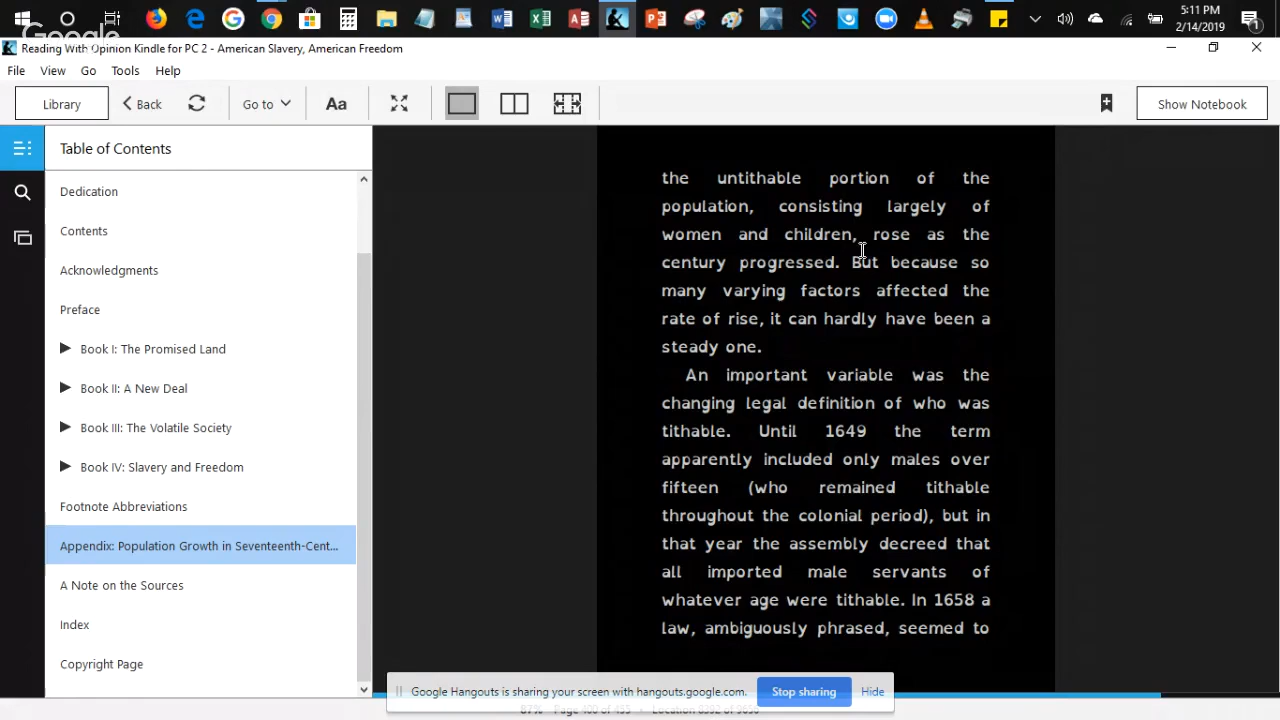 Google
5:11 PM
2/14/2019
1
Reading With Opinion Kindle for PC 2 - American Slavery, American Freedom
File View Go Tools Help
Library Back Go to Aa Show Notebook
Table of Contents
Dedication
Contents
Acknowledgments
Preface
Book I: The Promised Land
Book II: A New Deal
Book III: The Volatile Society
Book IV: Slavery and Freedom
Footnote Abbreviations
Appendix: Population Growth in Seventeenth-Cent...
A Note on the Sources
Index
Copyright Page
the untithable portion of the
population, consisting largely of
women and children, rose as the
century progressed. But because so
many varying factors affected the
rate of rise, it can hardly have been a
steady one.
An important variable was the
changing legal definition of who was
tithable. Until 1649 the term
apparently included only males over
fifteen (who remained tithable
throughout the colonial period), but in
that year the assembly decreed that
all imported male servants of
whatever age were tithable. In 1658 a
law, ambiguously phrased, seemed to
Google Hangouts is sharing your screen with hangouts.google.com. Stop sharing Hide
87% Page 400 of